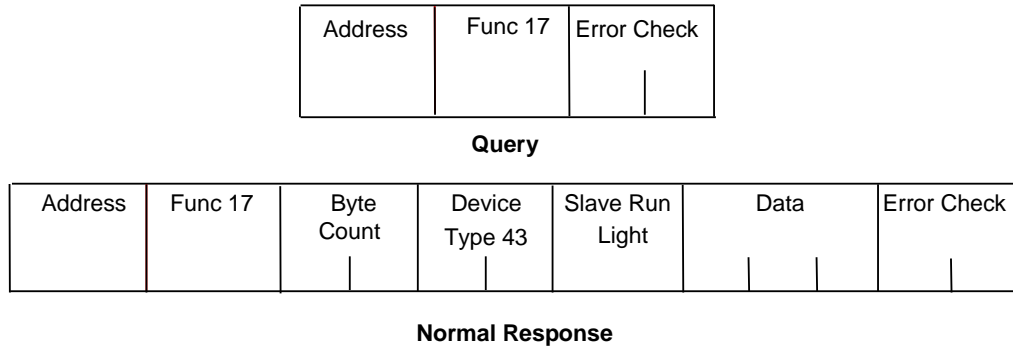 Address Func 17 Error Check
Query
Address Func 17 Byte Device Slave Run Data Error Check
Count Type 43 Light
Normal Response